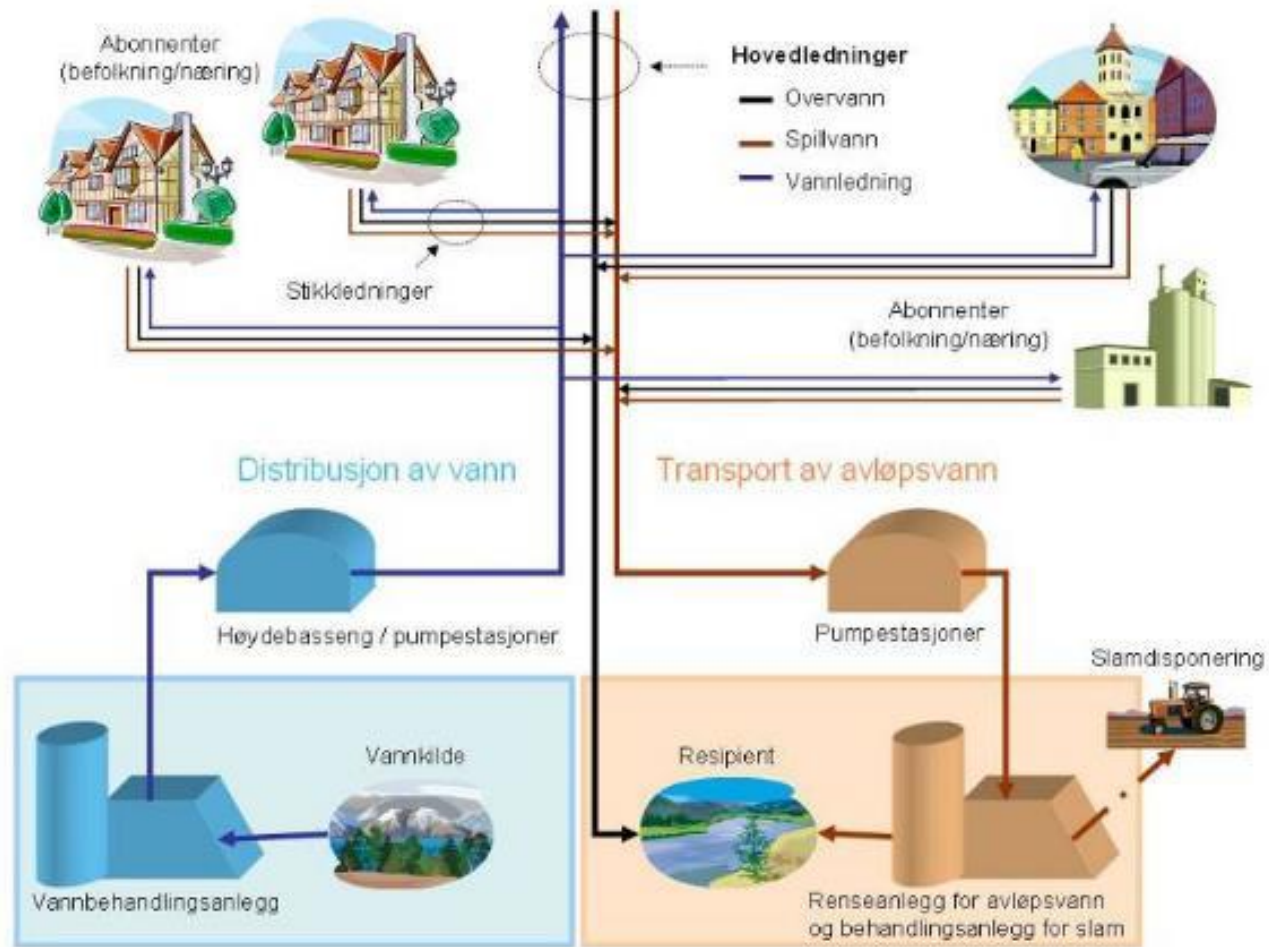 Abonnenter
(befolkning/næring)
Hovedledninger
Overvann
Spillvann
Vannledning
Stikkledninger
Abonnenter
(befolkning/næring)
Distribusjon av vann
Transport av avløpsvann
Høydebasseng / pumpestasjoner
Pumpestasjoner
Slamdisponering
Vannkilde
Resipient
Vannbehandlingsanlegg
Renseanlegg for avløpsvann
og behandlingsanlegg for slam